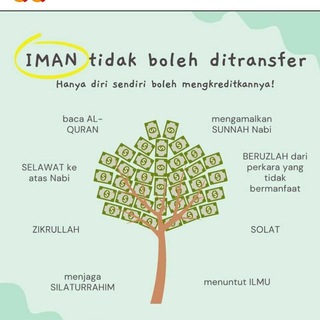 IMAN tidak boleh ditransfer
Hanya diri sendiri boleh mengkreditkannya!
baca AL-
QURAN
mengamalkan
SUNNAH Nabi
SELAWAT ke
atas Nabi
BERUZLAH dari
perkara yang
tidak
bermanfaat
ZIKRULLAH
SOLAT
menjaga
SILATURRAHIM
menuntut ILMU